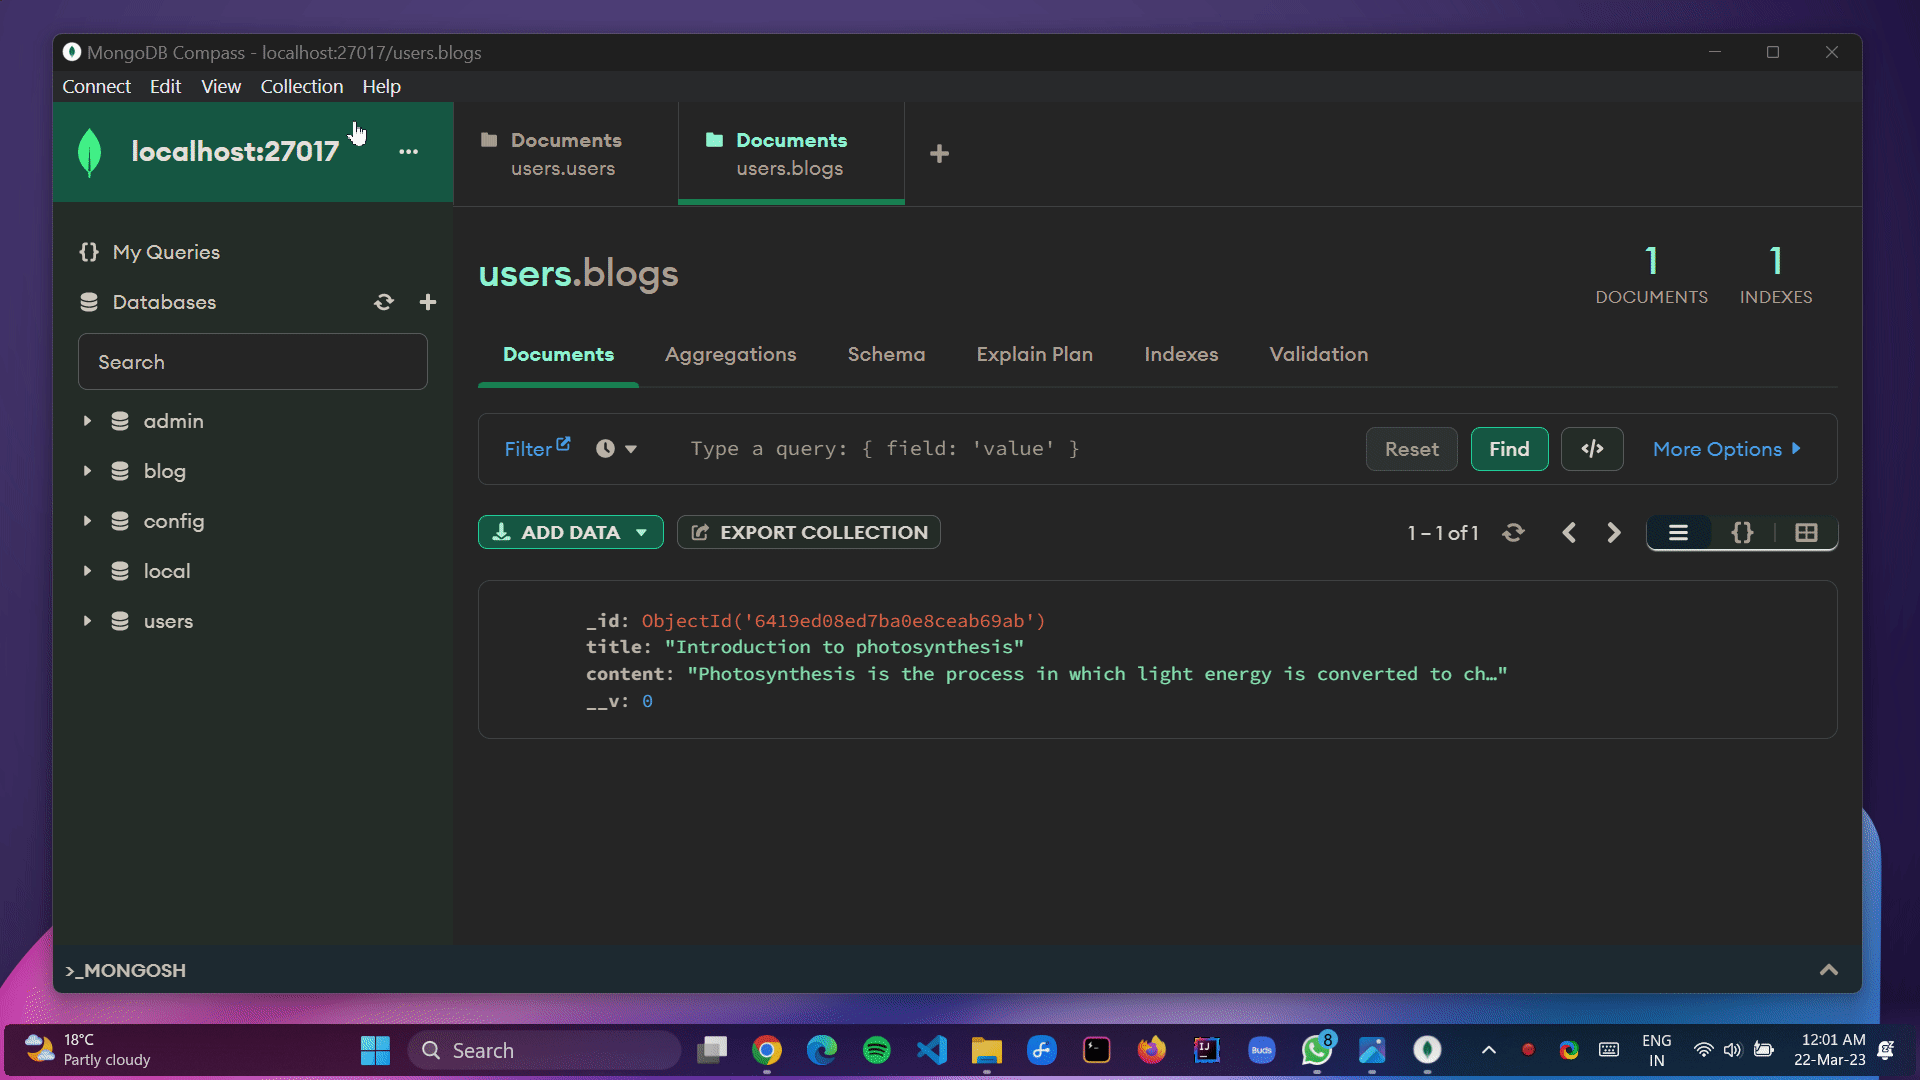 MongoDB Compass - localhost:27017/users.blogs
Connect Edit View Collection Help
localhost:27017 ...
Documents
users.users
Documents
users.blogs
+
{} My Queries
Databases
Search
admin
blog
config
local
users
users.blogs
1
DOCUMENTS
1
INDEXES
Documents Aggregations Schema Explain Plan Indexes Validation
Filter Type a query: { field: 'value' } Reset Find </> More Options
ADD DATA EXPORT COLLECTION 1 – 1 of 1 {}
_id: ObjectId('6419ed08ed7ba0e8ceab69ab')
title: "Introduction to photosynthesis"
content: "Photosynthesis is the process in which light energy is converted to ch…"
__v: 0
>_MONGOSH
18°C
Partly cloudy
Search
IJ
Buds
8
ENG
IN
12:01 AM
22-Mar-23